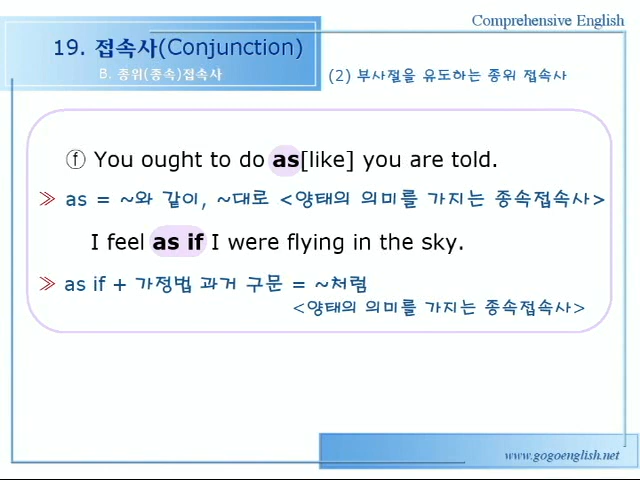 Comprehensive English
19. 접속사(Conjunction)
B. 종위(종속)접속사
(2) 부사절을 유도하는 종위 접속사
ⓕ You ought to do as[like] you are told.
≫ as = ~와 같이, ~대로 <양태의 의미를 가지는 종속접속사>
I feel as if I were flying in the sky.
≫ as if + 가정법 과거 구문 = ~처럼
<양태의 의미를 가지는 종속접속사>
www.gogoenglish.net